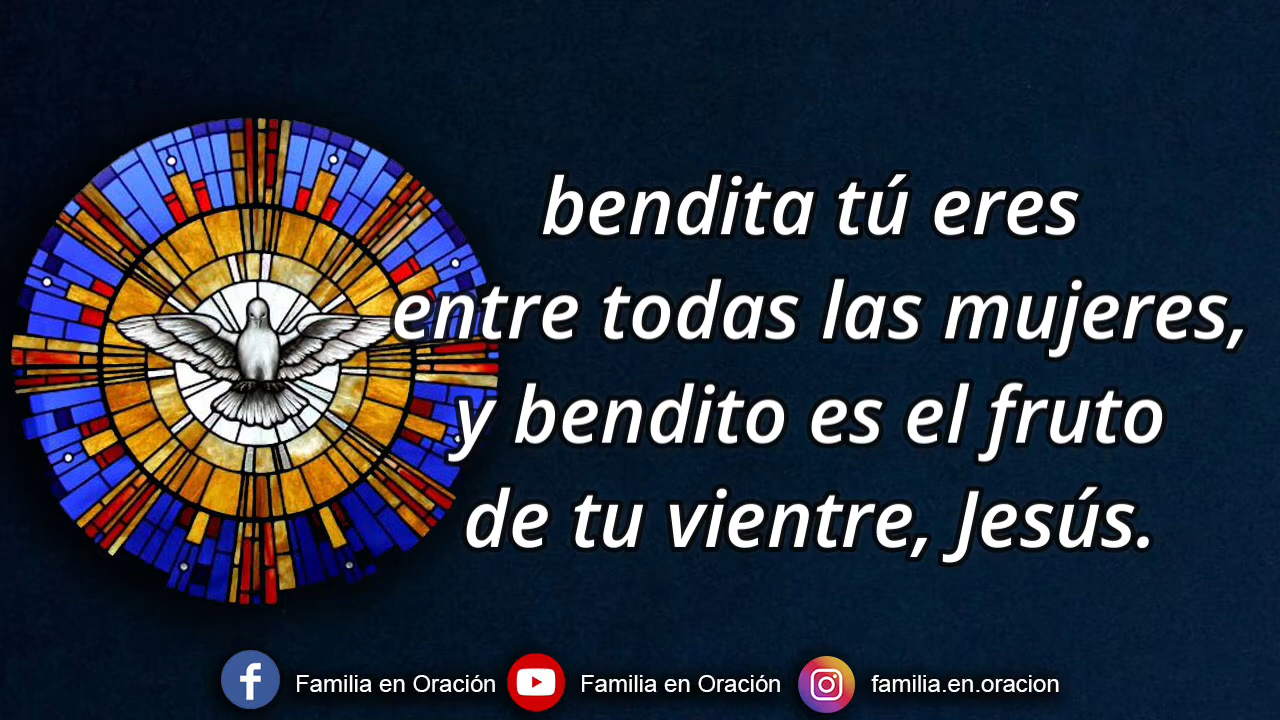 bendita tú eres
entre todas las mujeres,
y bendito es el fruto
de tu vientre, Jesús.
Familia en Oración Familia en Oración familia.en.oracion